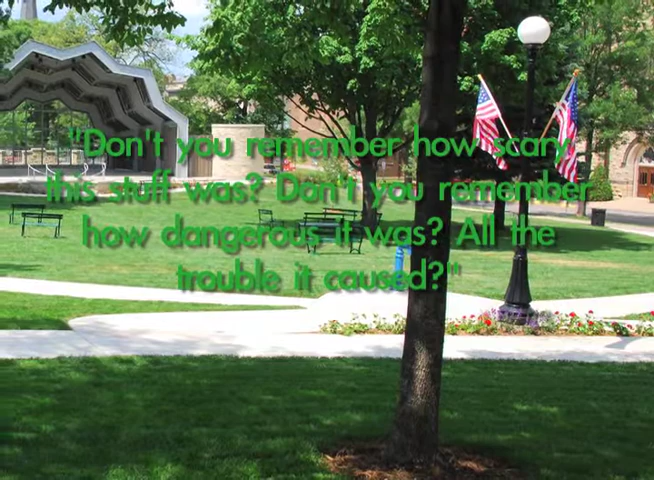 "Don't you remember how scary
this stuff was? Don't you remember
how dangerous it was? All the
trouble it caused?"